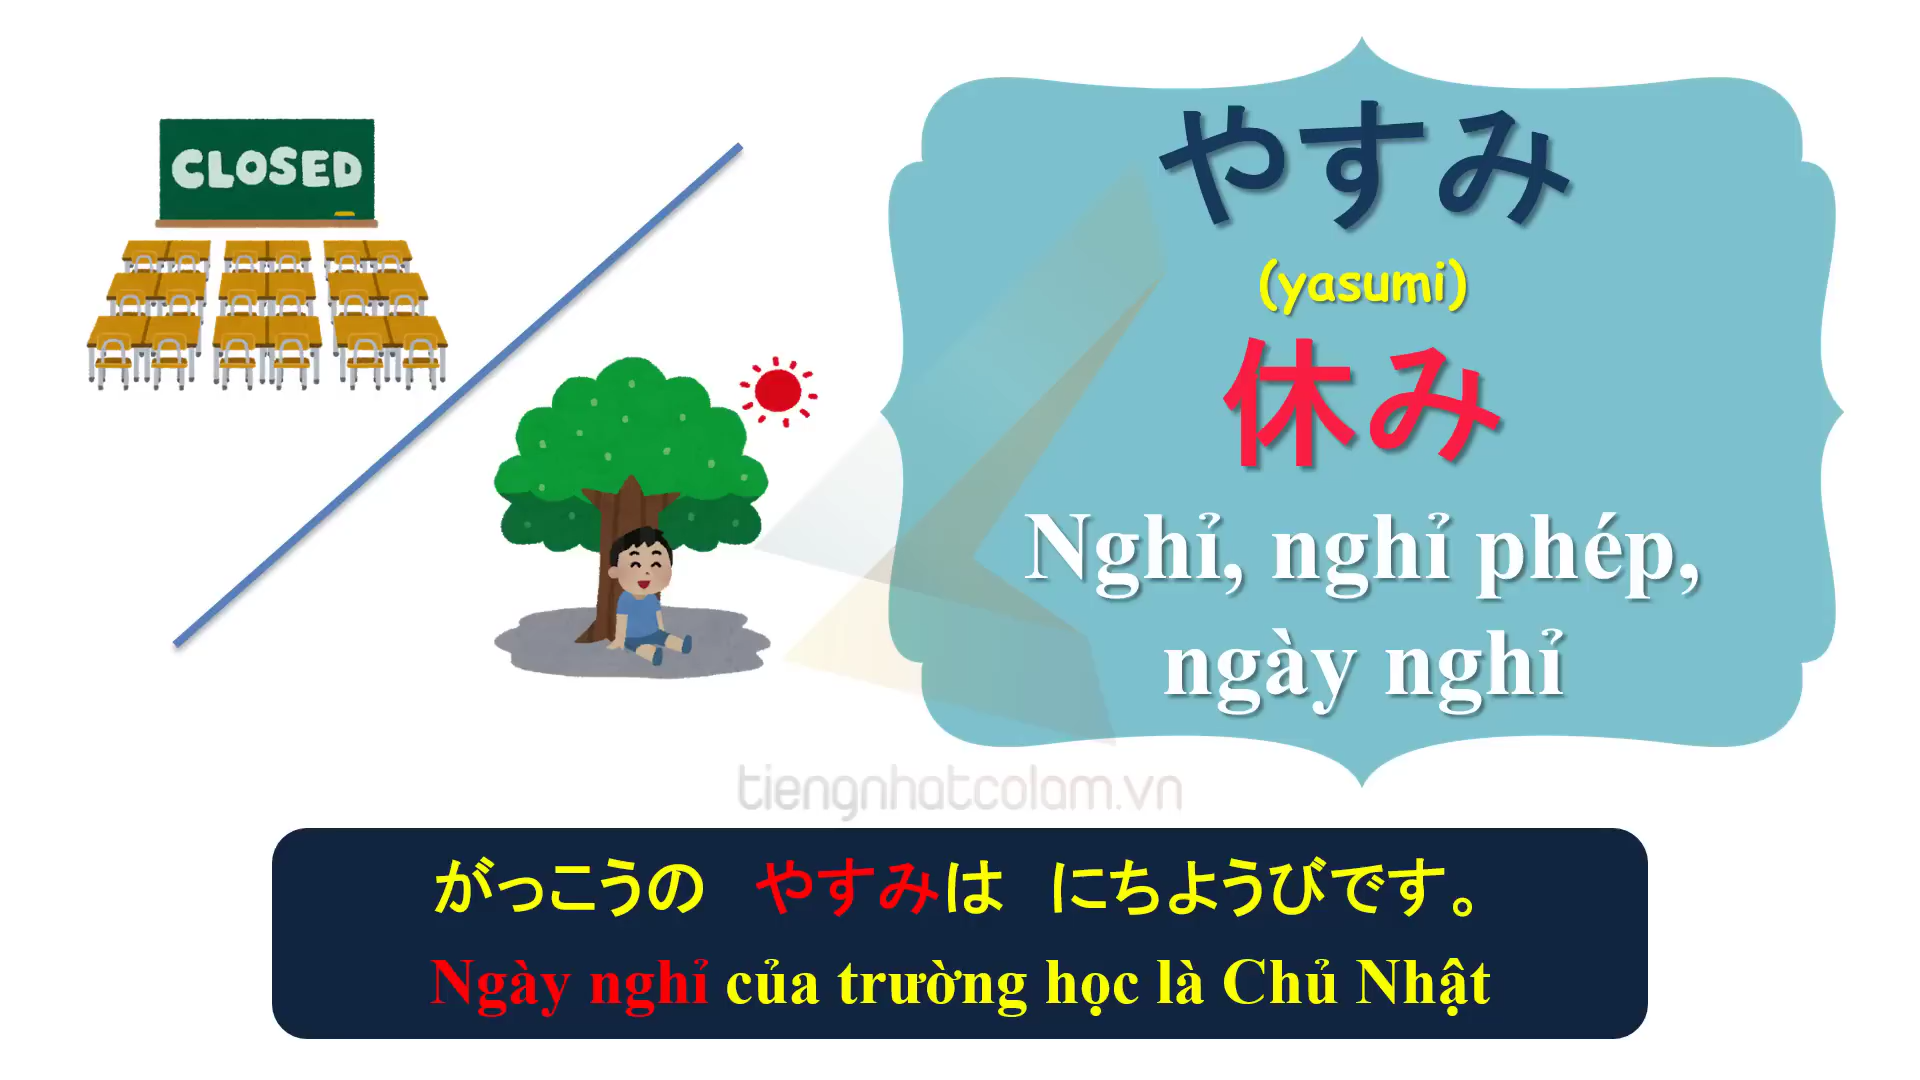 CLOSED
やすみ
(yasumi)
休み
Nghỉ, nghỉ phép,
ngày nghỉ
tiengnhatcolam.vn
がっこうの　やすみは　にちようびです。
Ngày nghỉ của trường học là Chủ Nhật